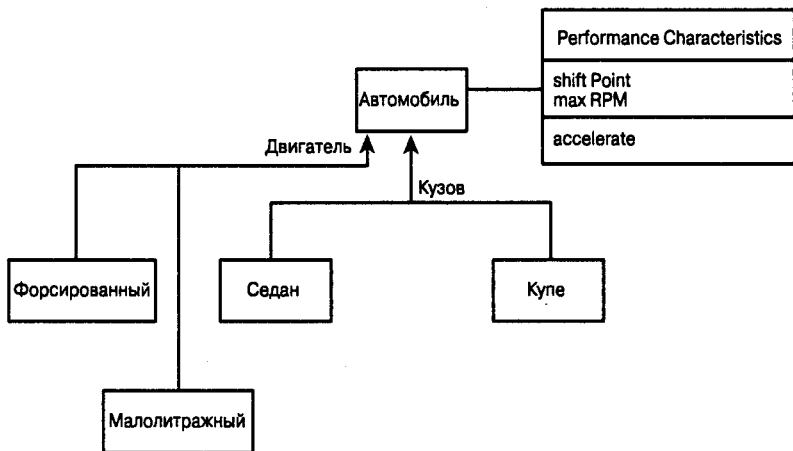 Performance Characteristics
shift Point
max RPM
accelerate
Автомобиль
Двигатель
Кузов
Форсированный
Седан
Купе
Малолитражный